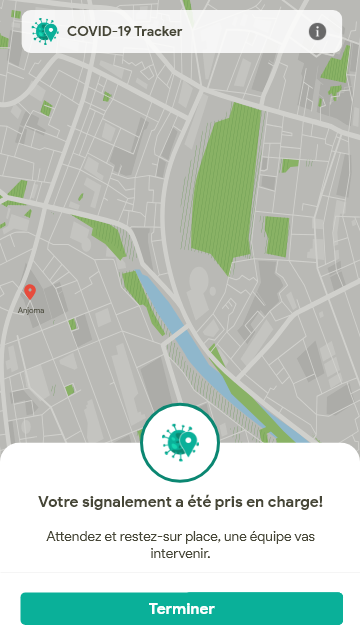 COVID-19 Tracker
Anjoma
Votre signalement a été pris en charge!
Attendez et restez-sur place, une équipe vas
intervenir.
Terminer